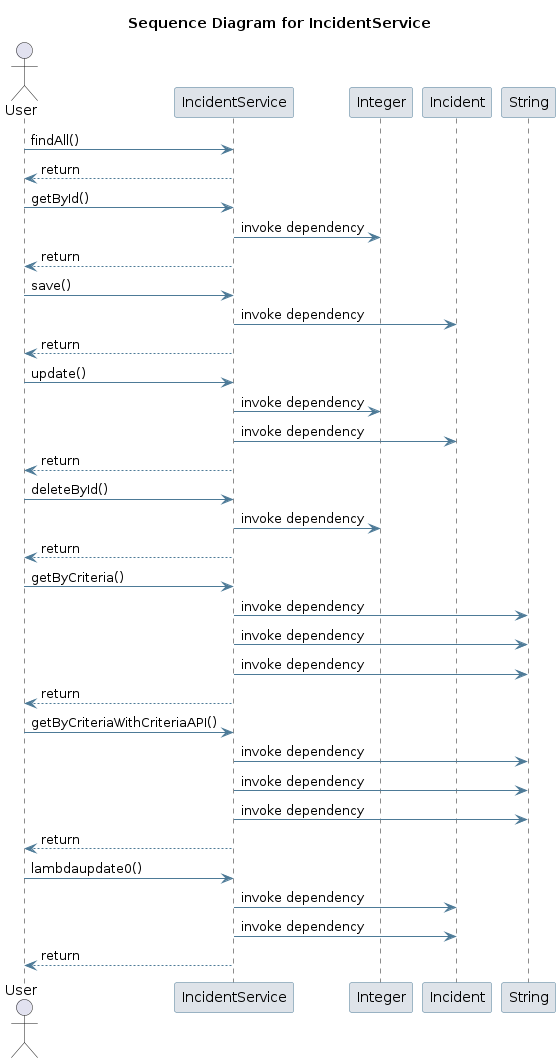 Sequence Diagram for IncidentService
User
IncidentService
Integer
Incident
String
findAll()
return
getById()
invoke dependency
return
save()
invoke dependency
return
update()
invoke dependency
invoke dependency
return
deleteById()
invoke dependency
return
getByCriteria()
invoke dependency
invoke dependency
invoke dependency
return
getByCriteriaWithCriteriaAPI()
invoke dependency
invoke dependency
invoke dependency
return
lambdaupdate0()
invoke dependency
invoke dependency
return
User
IncidentService
Integer
Incident
String